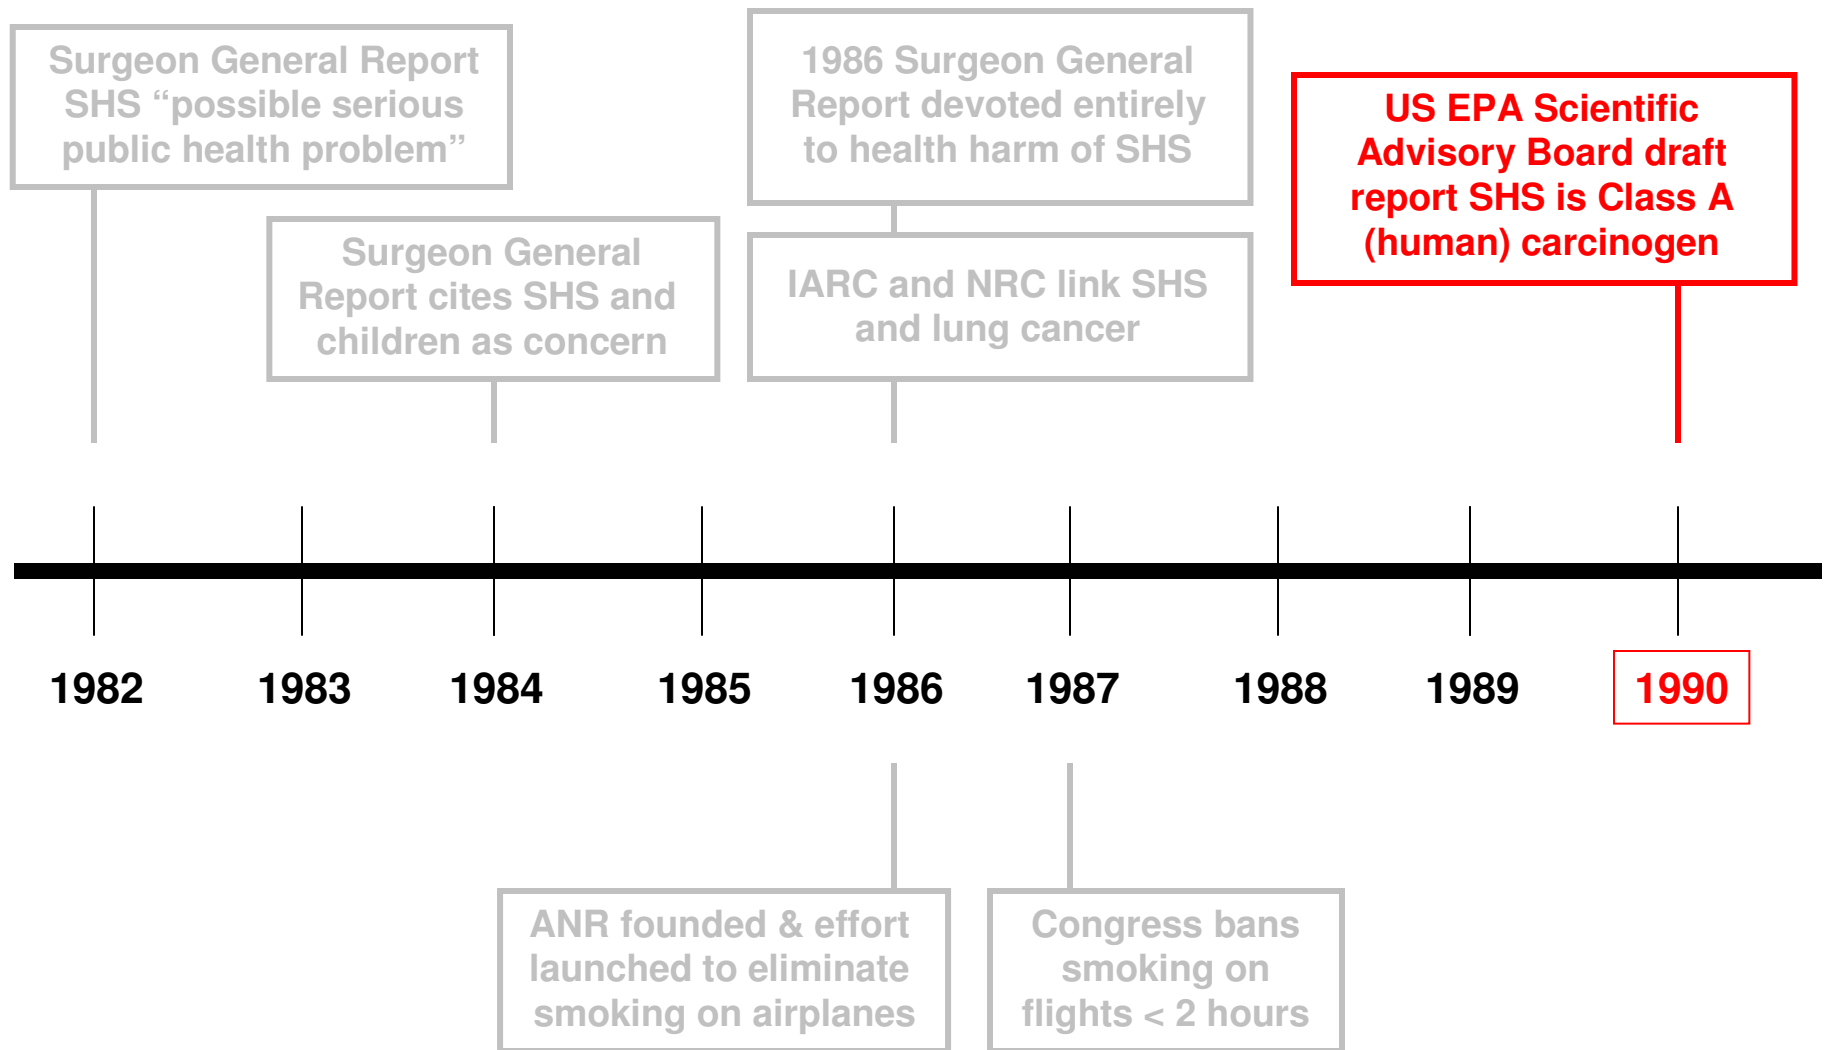 Surgeon General Report
SHS “possible serious
public health problem”
Surgeon General
Report cites SHS and
children as concern
1986 Surgeon General
Report devoted entirely
to health harm of SHS
IARC and NRC link SHS
and lung cancer
US EPA Scientific
Advisory Board draft
report SHS is Class A
(human) carcinogen
1982
1983
1984
1985
1986
1987
1988
1989
1990
ANR founded & effort
launched to eliminate
smoking on airplanes
Congress bans
smoking on
flights < 2 hours